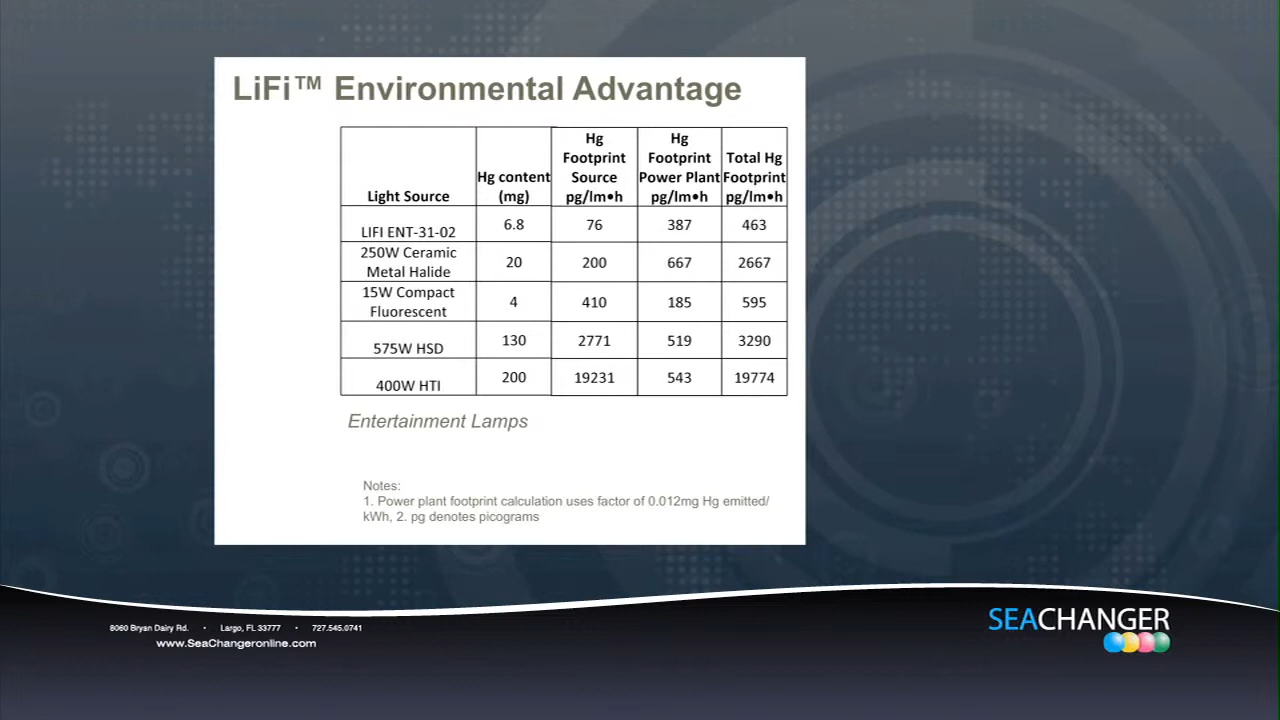 LiFi™ Environmental Advantage
Light Source
Hg content
(mg)
Hg
Footprint
Source
pg/lm•h
Hg
Footprint
Power Plant
pg/lm•h
Total Hg
Footprint
pg/lm•h
LIFI ENT-31-02
6.8
76
387
463
250W Ceramic
Metal Halide
20
200
667
2667
15W Compact
Fluorescent
4
410
185
595
575W HSD
130
2771
519
3290
400W HTI
200
19231
543
19774
Entertainment Lamps
Notes:
1. Power plant footprint calculation uses factor of 0.012mg Hg emitted/
kWh, 2. pg denotes picograms
8060 Bryan Dairy Rd. • Largo, FL 33777 • 727.545.0741
www.SeaChangeronline.com
SEACHANGER